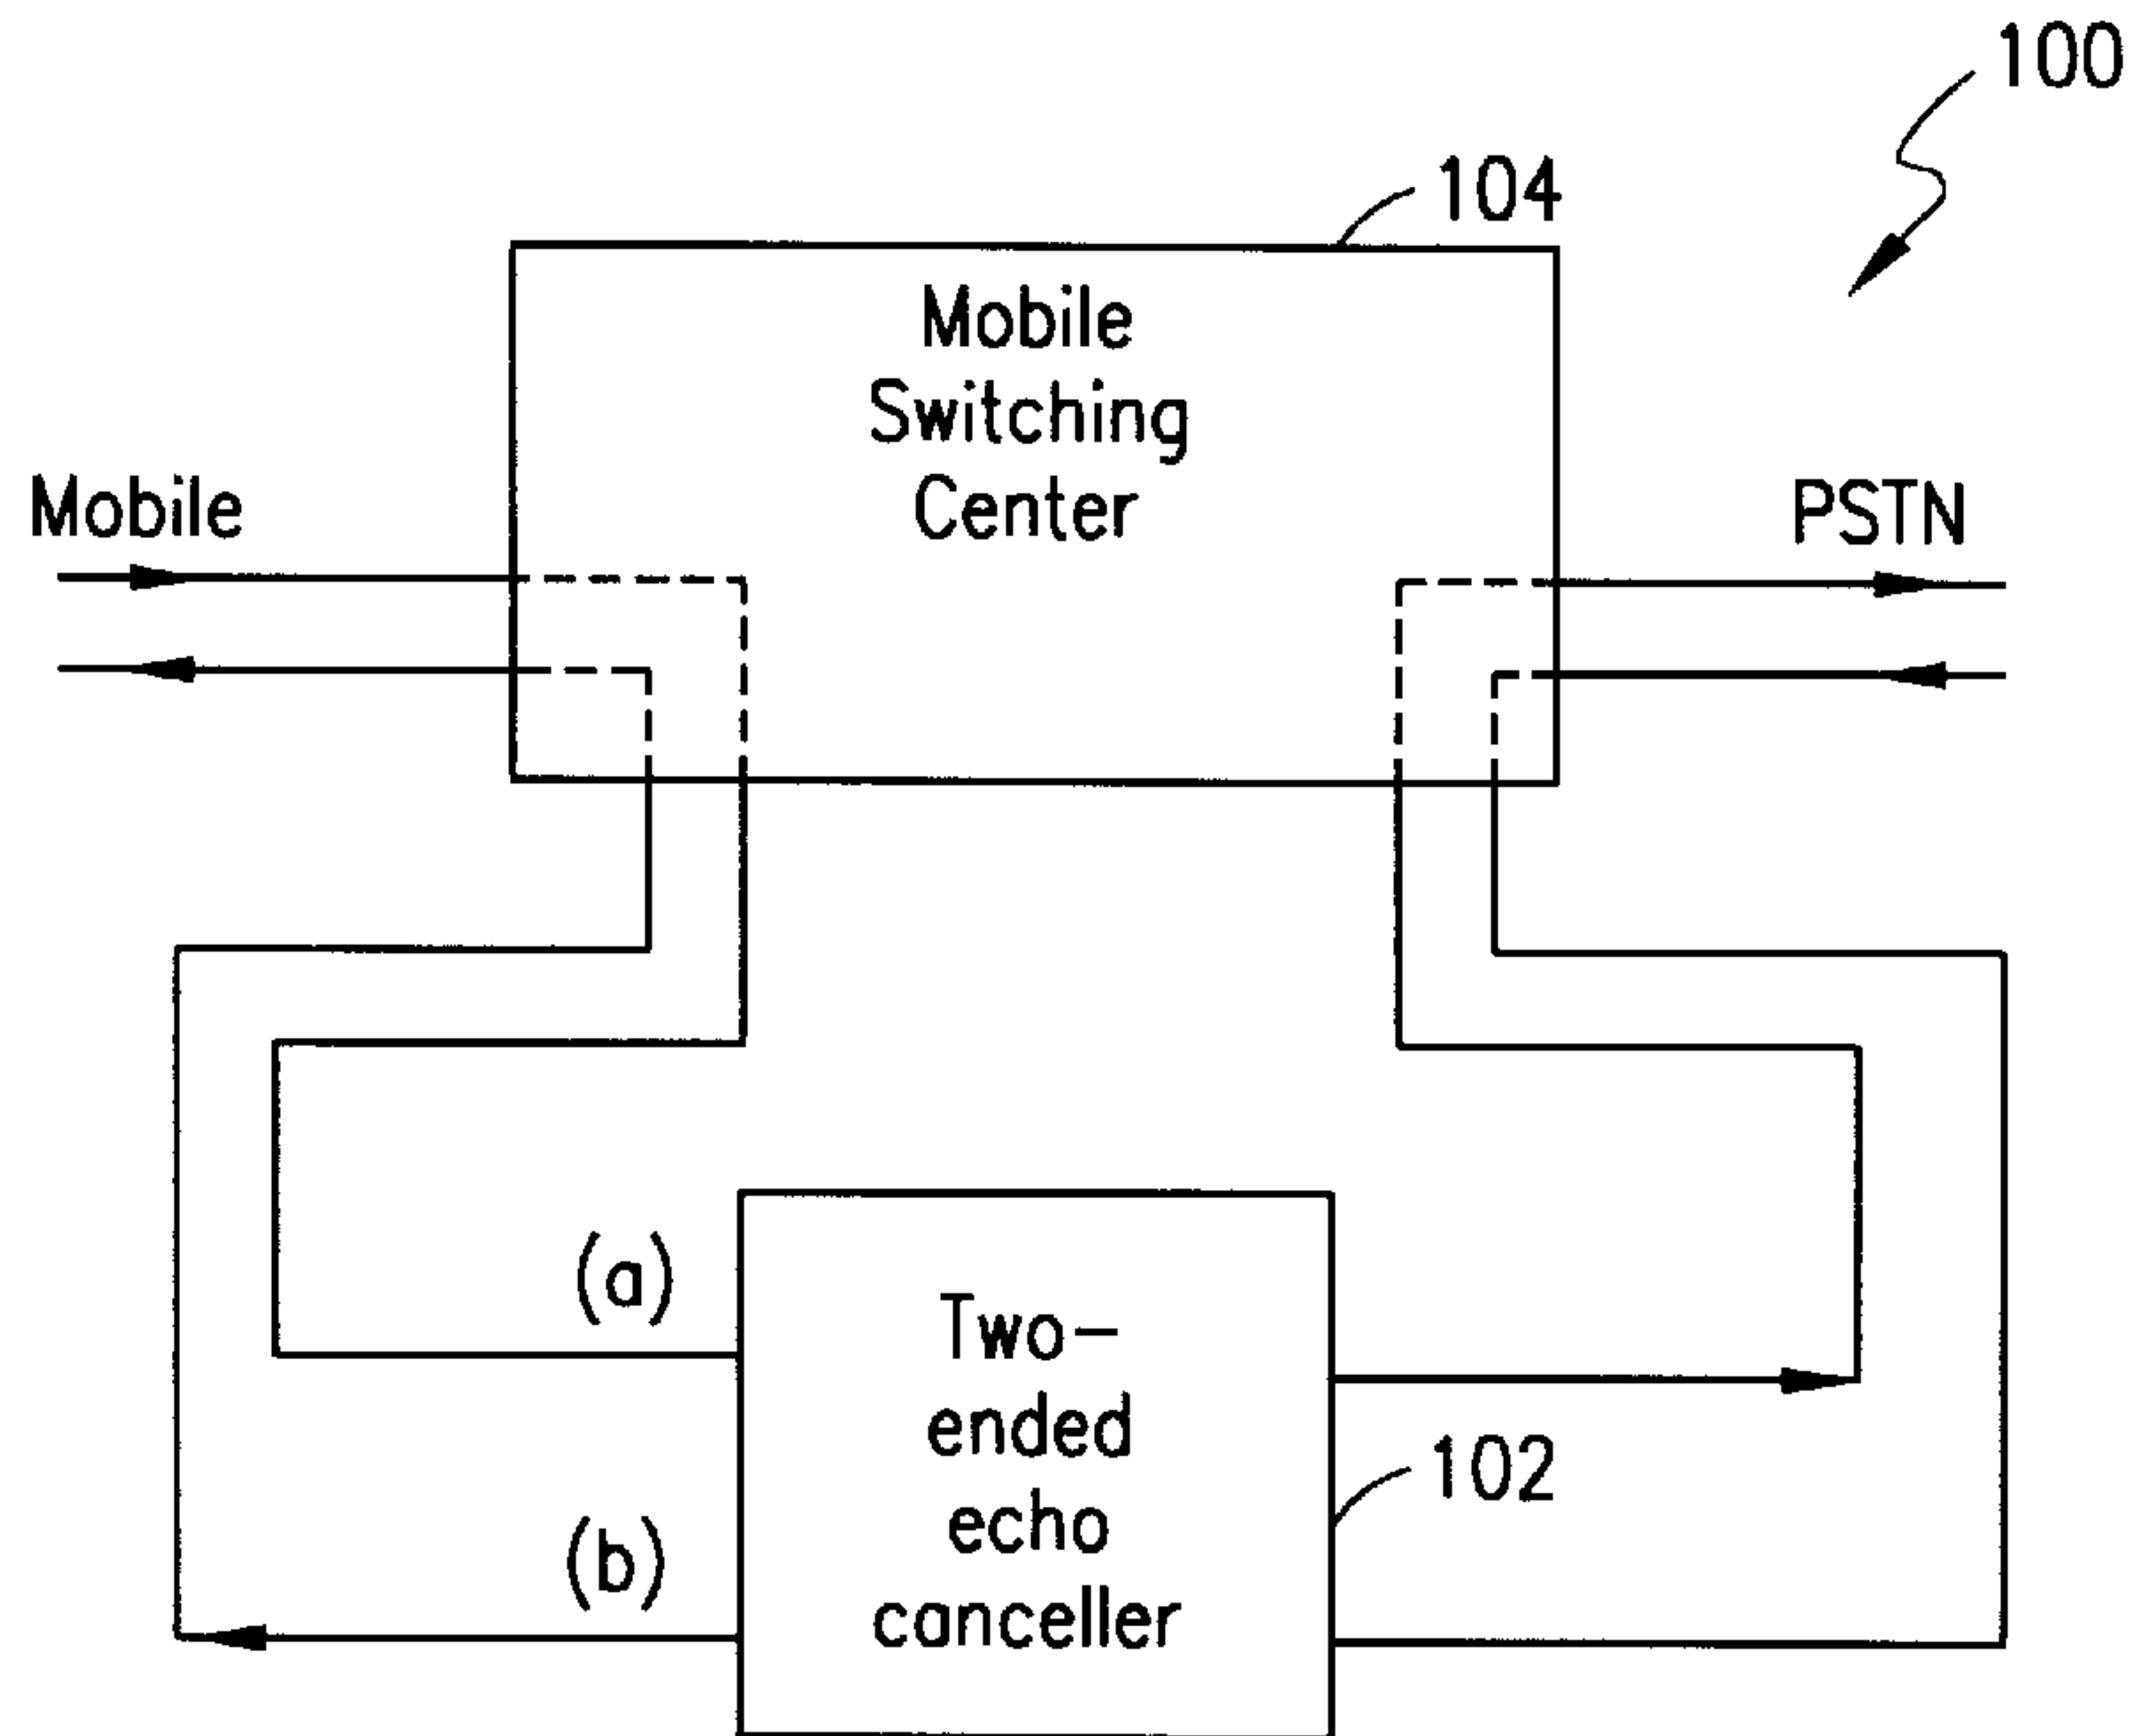 100
104
Mobile
Switching
Center
Mobile
PSTN
(a)
Two-
ended
echo
canceller
102
(b)